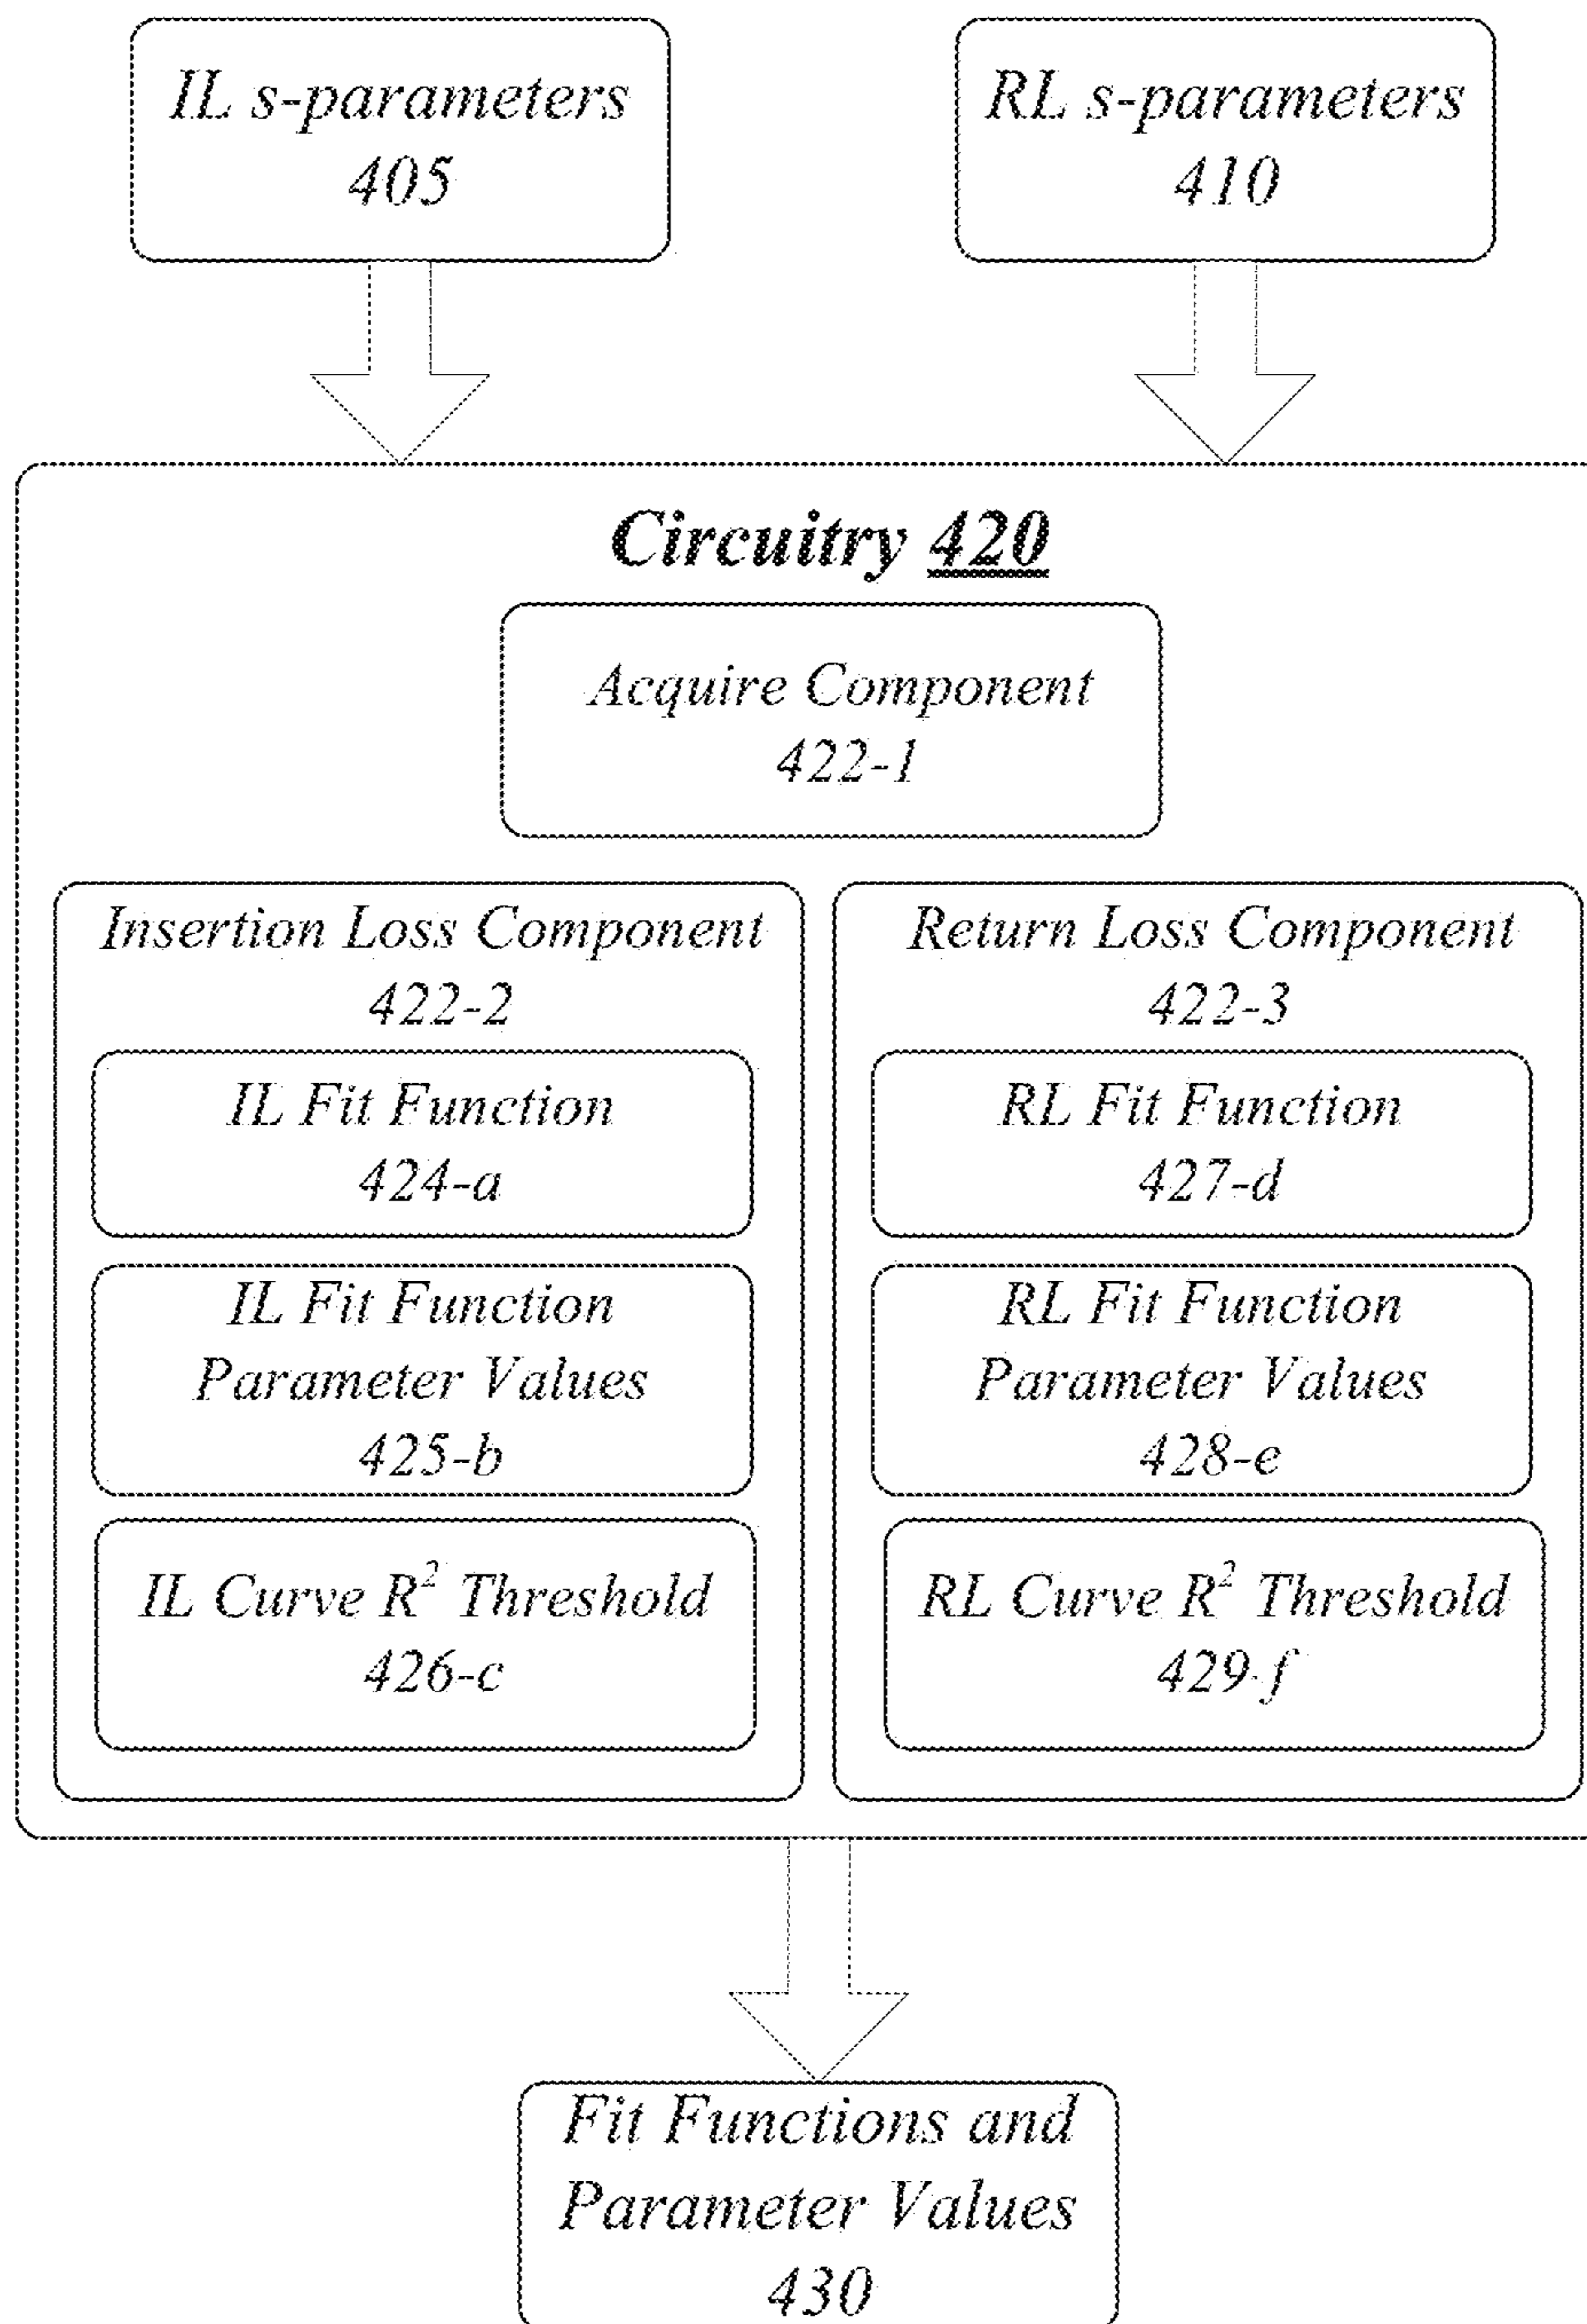 IL s-parameters
405
RL s-parameters
410
Circuitry 420
Acquire Component
422-1
Insertion Loss Component
422-2
IL Fit Function
424-a
IL Fit Function
Parameter Values
425-b
IL Curve R² Threshold
426-c
Return Loss Component
422-3
RL Fit Function
427-d
RL Fit Function
Parameter Values
428-e
RL Curve R² Threshold
429-f
Fit Functions and
Parameter Values
430